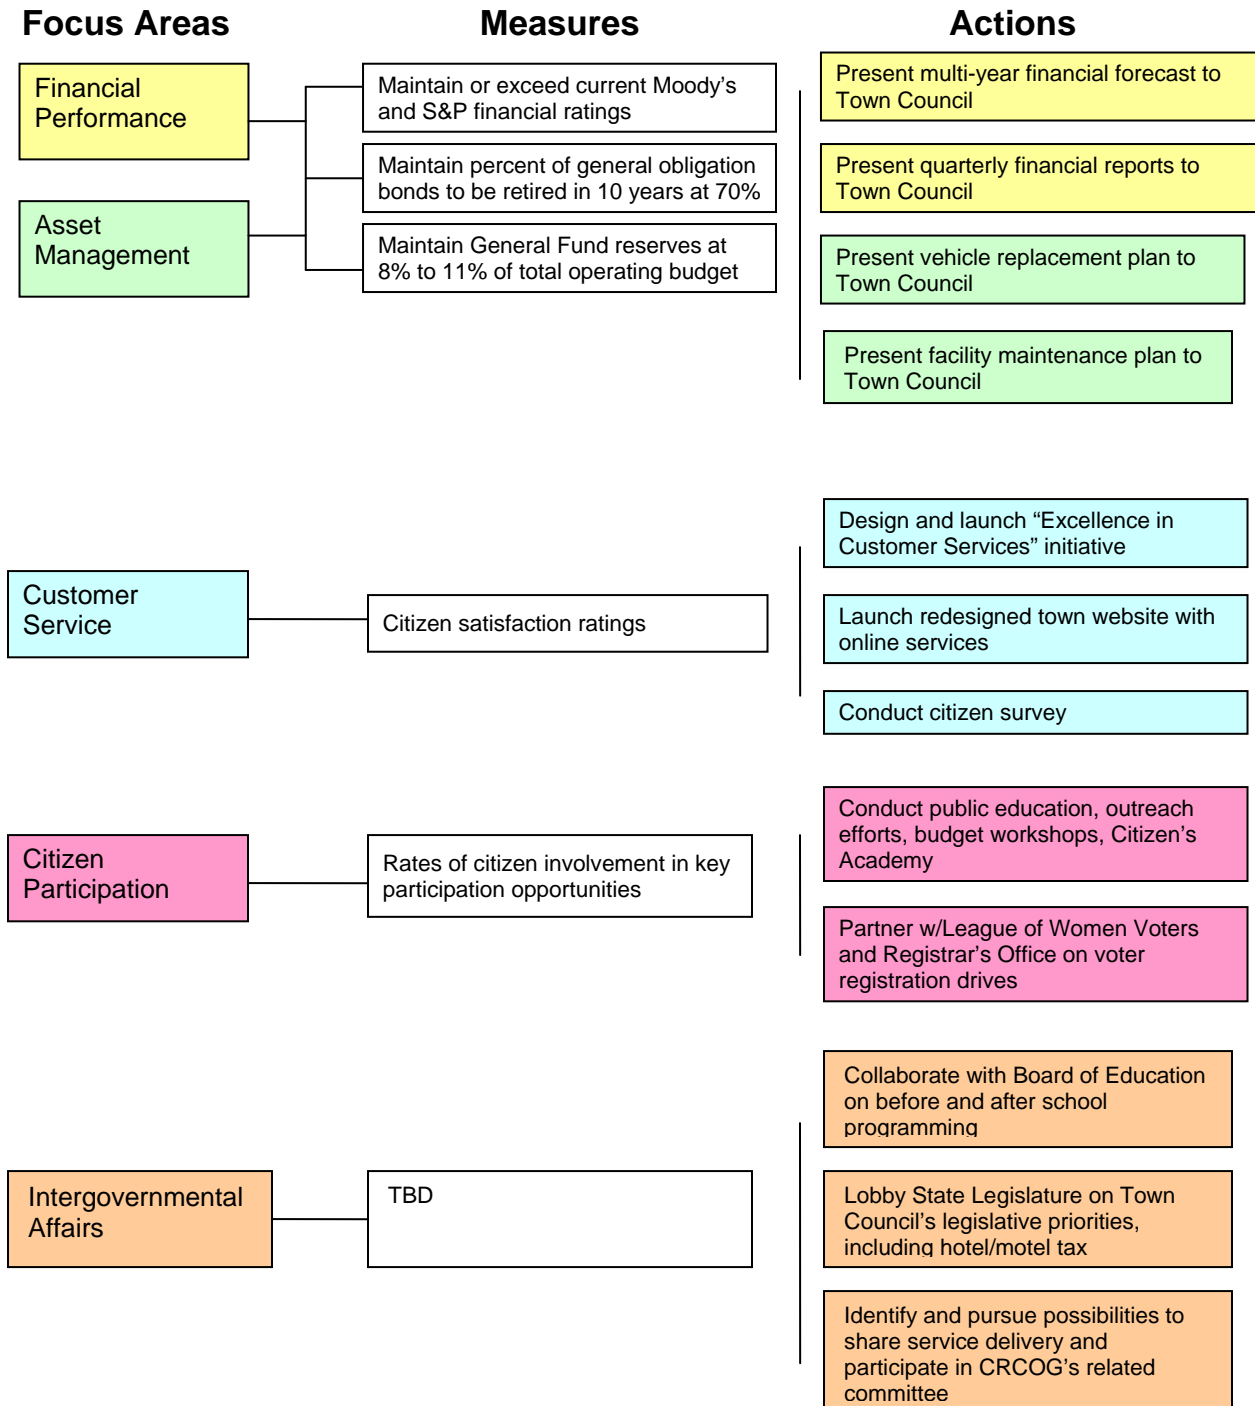 Focus Areas
Measures
Actions
Financial
Performance
Asset
Management
Maintain or exceed current Moody's
and S&P financial ratings
Maintain percent of general obligation
bonds to be retired in 10 years at 70%
Maintain General Fund reserves at
8% to 11% of total operating budget
Present multi-year financial forecast to
Town Council
Present quarterly financial reports to
Town Council
Present vehicle replacement plan to
Town Council
Present facility maintenance plan to
Town Council
Customer
Service
Citizen satisfaction ratings
Design and launch “Excellence in
Customer Services” initiative
Launch redesigned town website with
online services
Conduct citizen survey
Citizen
Participation
Rates of citizen involvement in key
participation opportunities
Conduct public education, outreach
efforts, budget workshops, Citizen's
Academy
Partner w/League of Women Voters
and Registrar's Office on voter
registration drives
Intergovernmental
Affairs
TBD
Collaborate with Board of Education
on before and after school
programming
Lobby State Legislature on Town
Council's legislative priorities,
including hotel/motel tax
Identify and pursue possibilities to
share service delivery and
participate in CRCOG's related
committee